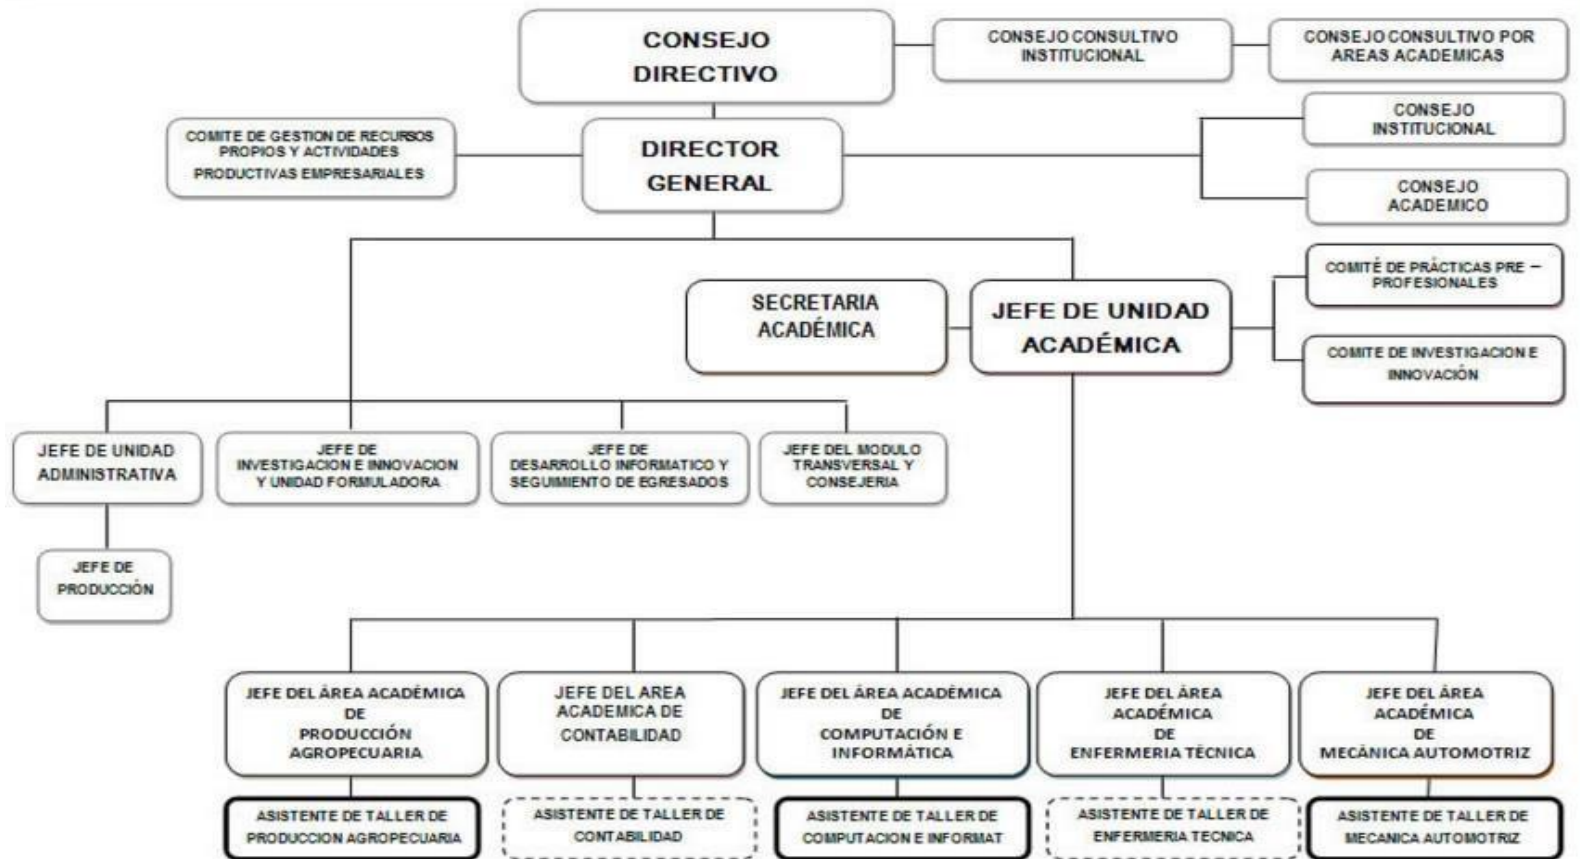 CONSEJO
DIRECTIVO
CONSEJO CONSULTIVO
INSTITUCIONAL
CONSEJO CONSULTIVO POR
AREAS ACADEMICAS
COMITE DE GESTION DE RECURSOS
PROPIOS Y ACTIVIDADES
PRODUCTIVAS EMPRESARIALES
DIRECTOR
GENERAL
CONSEJO
INSTITUCIONAL
CONSEJO
ACADEMICO
SECRETARIA
ACADÉMICA
JEFE DE UNIDAD
ACADÉMICA
COMITÉ DE PRÁCTICAS PRE –
PROFESIONALES
COMITE DE INVESTIGACION E
INNOVACIÓN
JEFE DE UNIDAD
ADMINISTRATIVA
JEFE DE
INVESTIGACION E INNOVACION
Y UNIDAD FORMULADORA
JEFE DE
DESARROLLO INFORMATICO Y
SEGUIMIENTO DE EGRESADOS
JEFE DEL MODULO
TRANSVERSAL Y
CONSEJERIA
JEFE DE
PRODUCCIÓN
JEFE DEL ÁREA ACADÉMICA
DE
PRODUCCIÓN
AGROPECUARIA
JEFE DEL AREA
ACADEMICA DE
CONTABILIDAD
JEFE DEL ÁREA ACADÉMICA
DE
COMPUTACIÓN E
INFORMÁTICA
JEFE DEL ÁREA
ACADÉMICA
DE
ENFERMERIA TÉCNICA
JEFE DEL ÁREA
ACADÉMICA
DE
MECÁNICA AUTOMOTRIZ
ASISTENTE DE TALLER DE
PRODUCCION AGROPECUARIA
ASISTENTE DE TALLER DE
CONTABILIDAD
ASISTENTE DE TALLER DE
COMPUTACION E INFORMAT
ASISTENTE DE TALLER DE
ENFERMERIA TECNICA
ASISTENTE DE TALLER DE
MECANICA AUTOMOTRIZ